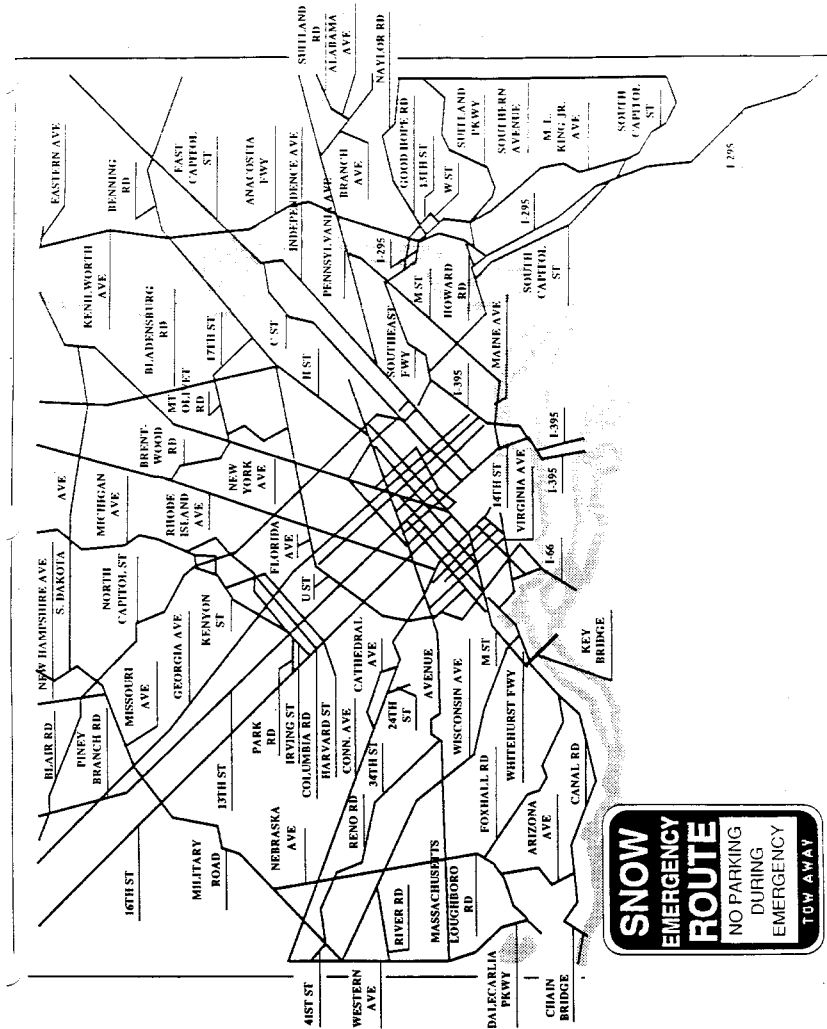 SUITLAND
RD
ALABAMA
AVE
NAYLOR RD
EASTERN AVE
BENNING
RD
EAST
CAPITOL
ST
ANACOSTIA
FWY
INDEPENDENCE AVE
PENNSYLVANIA AVE
BRANCH
AVE
GOOD HOPE RD
13TH ST
W ST
SUITLAND
PKWY
SOUTHERN
AVENUE
M. L.
KING JR.
AVE
SOUTH
CAPITOL
ST
I-295
KENILWORTH
AVE
BLADENSBURG
RD
17TH ST
C ST
H ST
I-295
M ST
HOWARD
RD
I-295
SOUTH
CAPITOL
ST
SOUTHEAST
FWY
MAINE AVE
I-395
MT
OLIVET
RD
BRENT-
WOOD
RD
NEW
YORK
AVE
I-395
I-395
14TH ST
VIRGINIA AVE
AVE
MICHIGAN
AVE
RHODE
ISLAND
AVE
FLORIDA
AVE
U ST
I-66
NEW HAMPSHIRE AVE
S. DAKOTA
NORTH
CAPITOL ST
KENYON
ST
GEORGIA AVE
MISSOURI
AVE
BLAIR RD
PINEY
BRANCH RD
13TH ST
PARK
RD
IRVING ST
COLUMBIA RD
HARVARD ST
CONN. AVE
CATHEDRAL
AVE
24TH
ST
34TH ST
AVENUE
WISCONSIN AVE
M ST
WHITEHURST FWY
KEY
BRIDGE
16TH ST
MILITARY
ROAD
NEBRASKA
AVE
RENO RD
FOXHALL RD
ARIZONA
AVE
CANAL RD
RIVER RD
MASSACHUSETTS
LOUGHBORO
RD
41ST ST
WESTERN
AVE
DALECARLIA
PKWY
CHAIN
BRIDGE
SNOW
EMERGENCY
ROUTE
NO PARKING
DURING
EMERGENCY
TOW AWAY